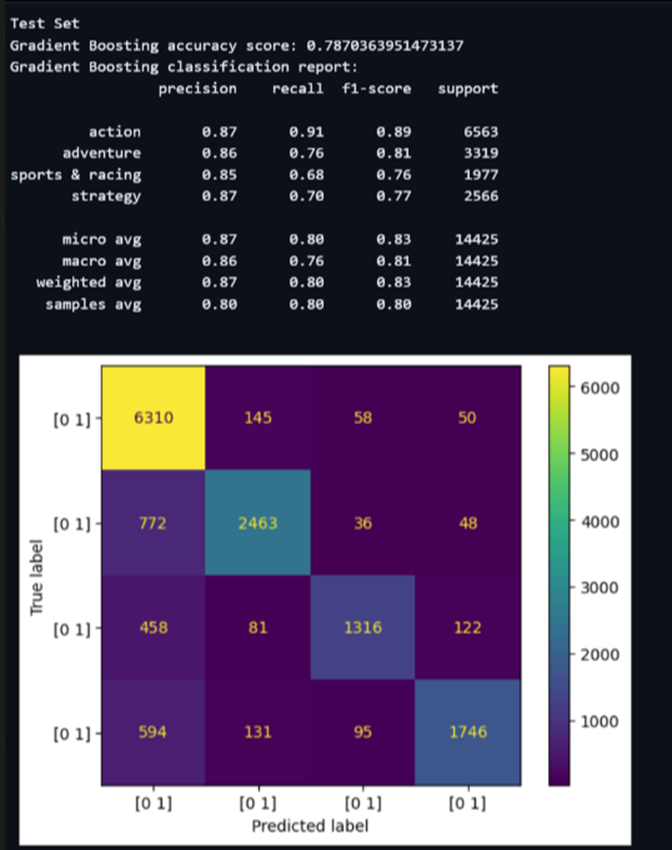 Test Set
Gradient Boosting accuracy score: 0.7870363951473137
Gradient Boosting classification report:
precision recall f1-score support
action 0.87 0.91 0.89 6563
adventure 0.86 0.76 0.81 3319
sports & racing 0.85 0.68 0.76 1977
strategy 0.87 0.70 0.77 2566
micro avg 0.87 0.80 0.83 14425
macro avg 0.86 0.76 0.81 14425
weighted avg 0.87 0.80 0.83 14425
samples avg 0.80 0.80 0.80 14425
6000
[0 1] 6310 145 58 50
5000
[0 1] 772 2463 36 48
4000
True label
3000
[0 1] 458 81 1316 122
2000
[0 1] 594 131 95 1746
1000
[0 1] [0 1] [0 1] [0 1]
Predicted label